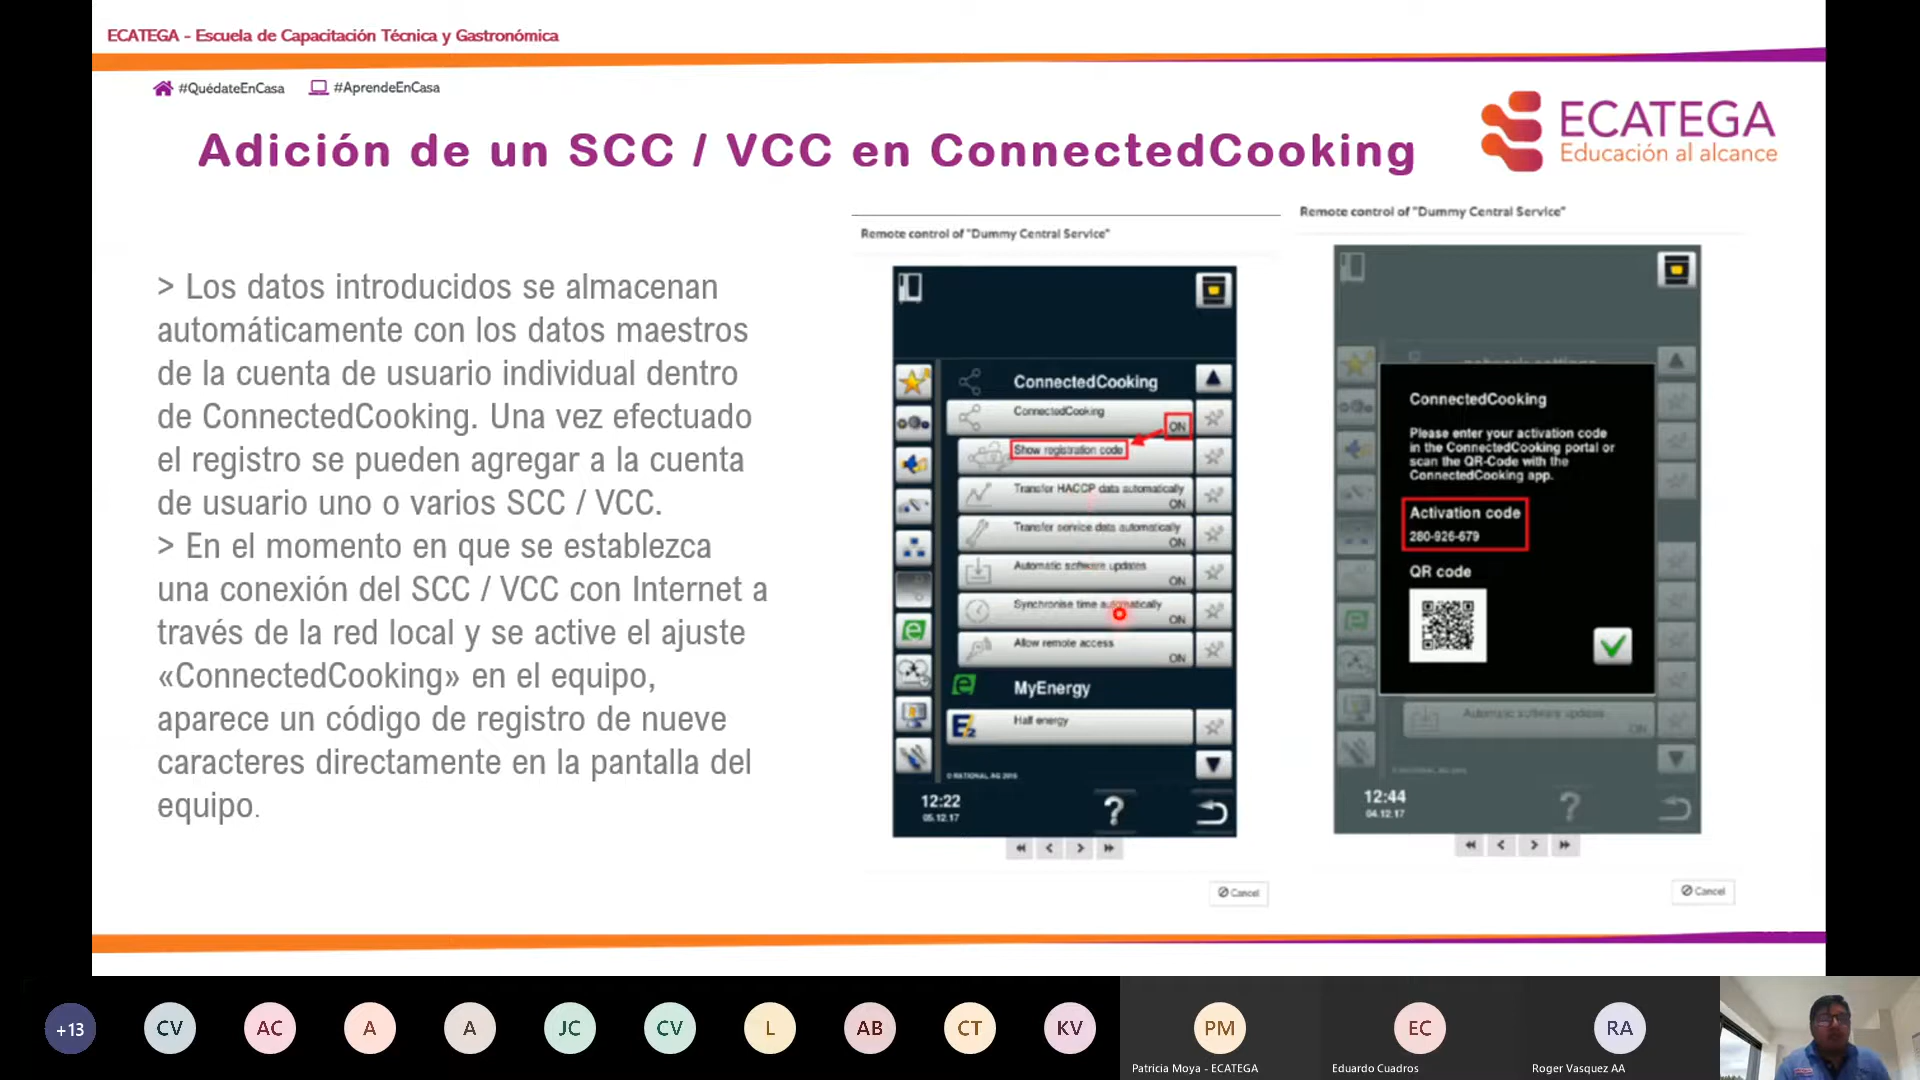 ECATEGA - Escuela de Capacitación Técnica y Gastronómica
#QuédateEnCasa #AprendeEnCasa
Adición de un SCC / VCC en ConnectedCooking
ECATEGA
Educación al alcance
> Los datos introducidos se almacenan
automáticamente con los datos maestros
de la cuenta de usuario individual dentro
de ConnectedCooking. Una vez efectuado
el registro se pueden agregar a la cuenta
de usuario uno o varios SCC / VCC.
> En el momento en que se establezca
una conexión del SCC / VCC con Internet a
través de la red local y se active el ajuste
«ConnectedCooking» en el equipo,
aparece un código de registro de nueve
caracteres directamente en la pantalla del
equipo.
Remote control of "Dummy Central Service"
ConnectedCooking
ConnectedCooking
ON
Show registration code
Transfer HACCP data automatically
ON
Transfer service data automatically
ON
Automatic software updates
ON
Synchronise time automatically
ON
Allow remote access
ON
MyEnergy
Half energy
© RATIONAL AG 2015
12:22
05.12.17
?
Cancel
Remote control of "Dummy Central Service"
network settings
ConnectedCooking
Please enter your activation code
in the ConnectedCooking portal or
scan the QR-Code with the
ConnectedCooking app.
Activation code
280-926-679
QR code
Automatic software updates
ON
12:44
04.12.17
?
Cancel
+13 CV AC A A JC CV L AB CT KV PM EC RA
Patricia Moya - ECATEGA Eduardo Cuadros Roger Vasquez AA